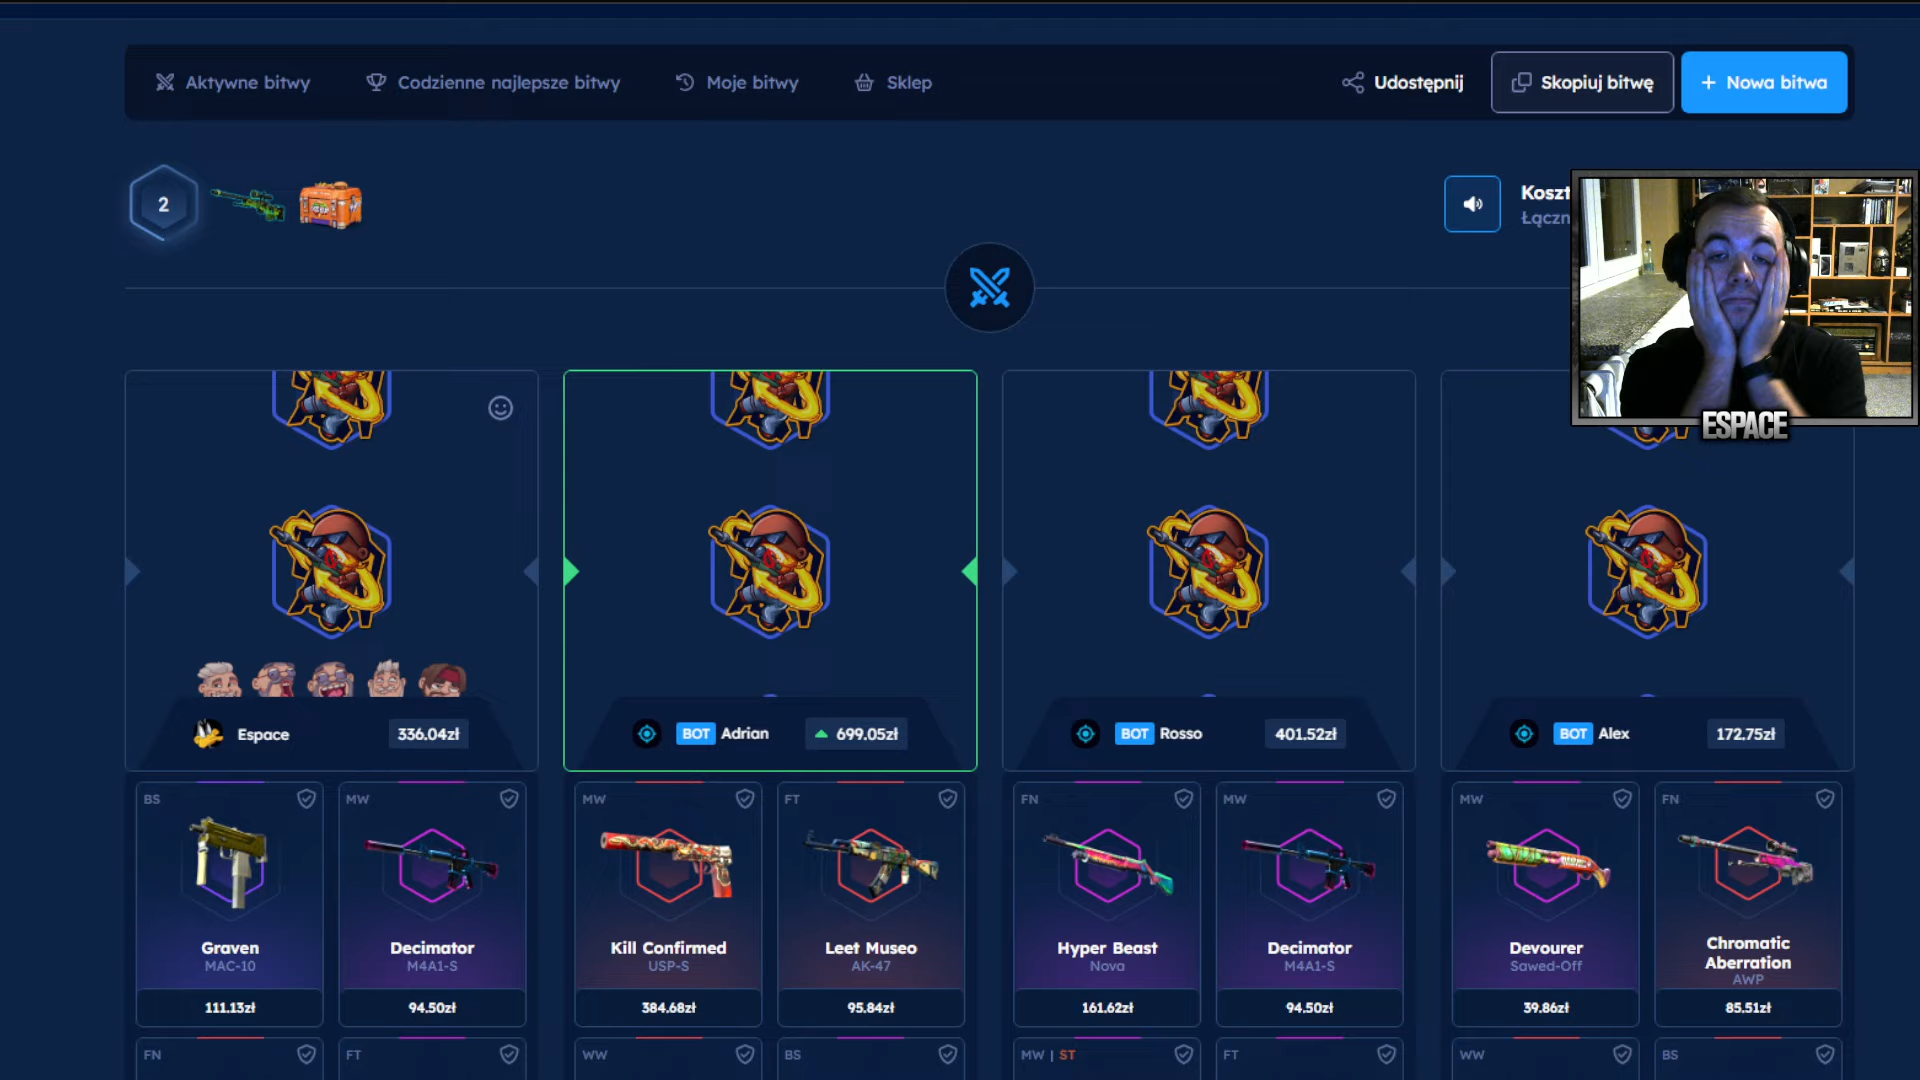 Aktywne bitwy
Codzienne najlepsze bitwy
Moje bitwy
Sklep
Udostępnij
Skopiuj bitwę
+ Nowa bitwa
2
Koszt
Łączn
ESPACE
Espace
336.04zł
BOT Adrian
699.05zł
BOT Rosso
401.52zł
BOT Alex
172.75zł
BS
MW
MW
FT
FN
MW
MW
FN
Graven
MAC-10
111.13zł
Decimator
M4A1-S
94.50zł
Kill Confirmed
USP-S
384.68zł
Leet Museo
AK-47
95.84zł
Hyper Beast
Nova
161.62zł
Decimator
M4A1-S
94.50zł
Devourer
Sawed-Off
39.86zł
Chromatic
Aberration
AWP
85.51zł
FN
FT
WW
BS
MW | ST
FT
WW
BS